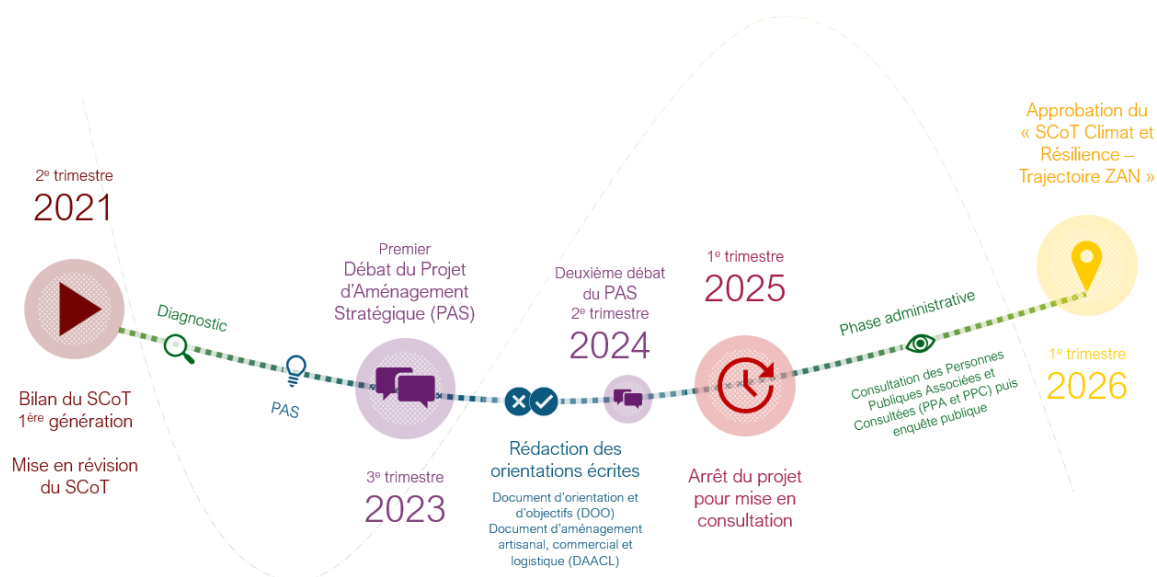 2e trimestre
2021
Bilan du SCoT
1ère génération
Mise en révision
du SCoT
Diagnostic
PAS
Premier
Débat du Projet
d'Aménagement
Stratégique (PAS)
3e trimestre
2023
Rédaction des
orientations écrites
Document d'orientation et
d'objectifs (DOO)
Document d'aménagement
artisanal, commercial et
logistique (DAACL)
Deuxième débat
du PAS
2e trimestre
2024
1e trimestre
2025
Arrêt du projet
pour mise en
consultation
Phase administrative
Consultation des Personnes
Publiques Associées et
Consultées (PPA et PPC) puis
enquête publique
Approbation du
« SCoT Climat et
Résilience –
Trajectoire ZAN »
1e trimestre
2026